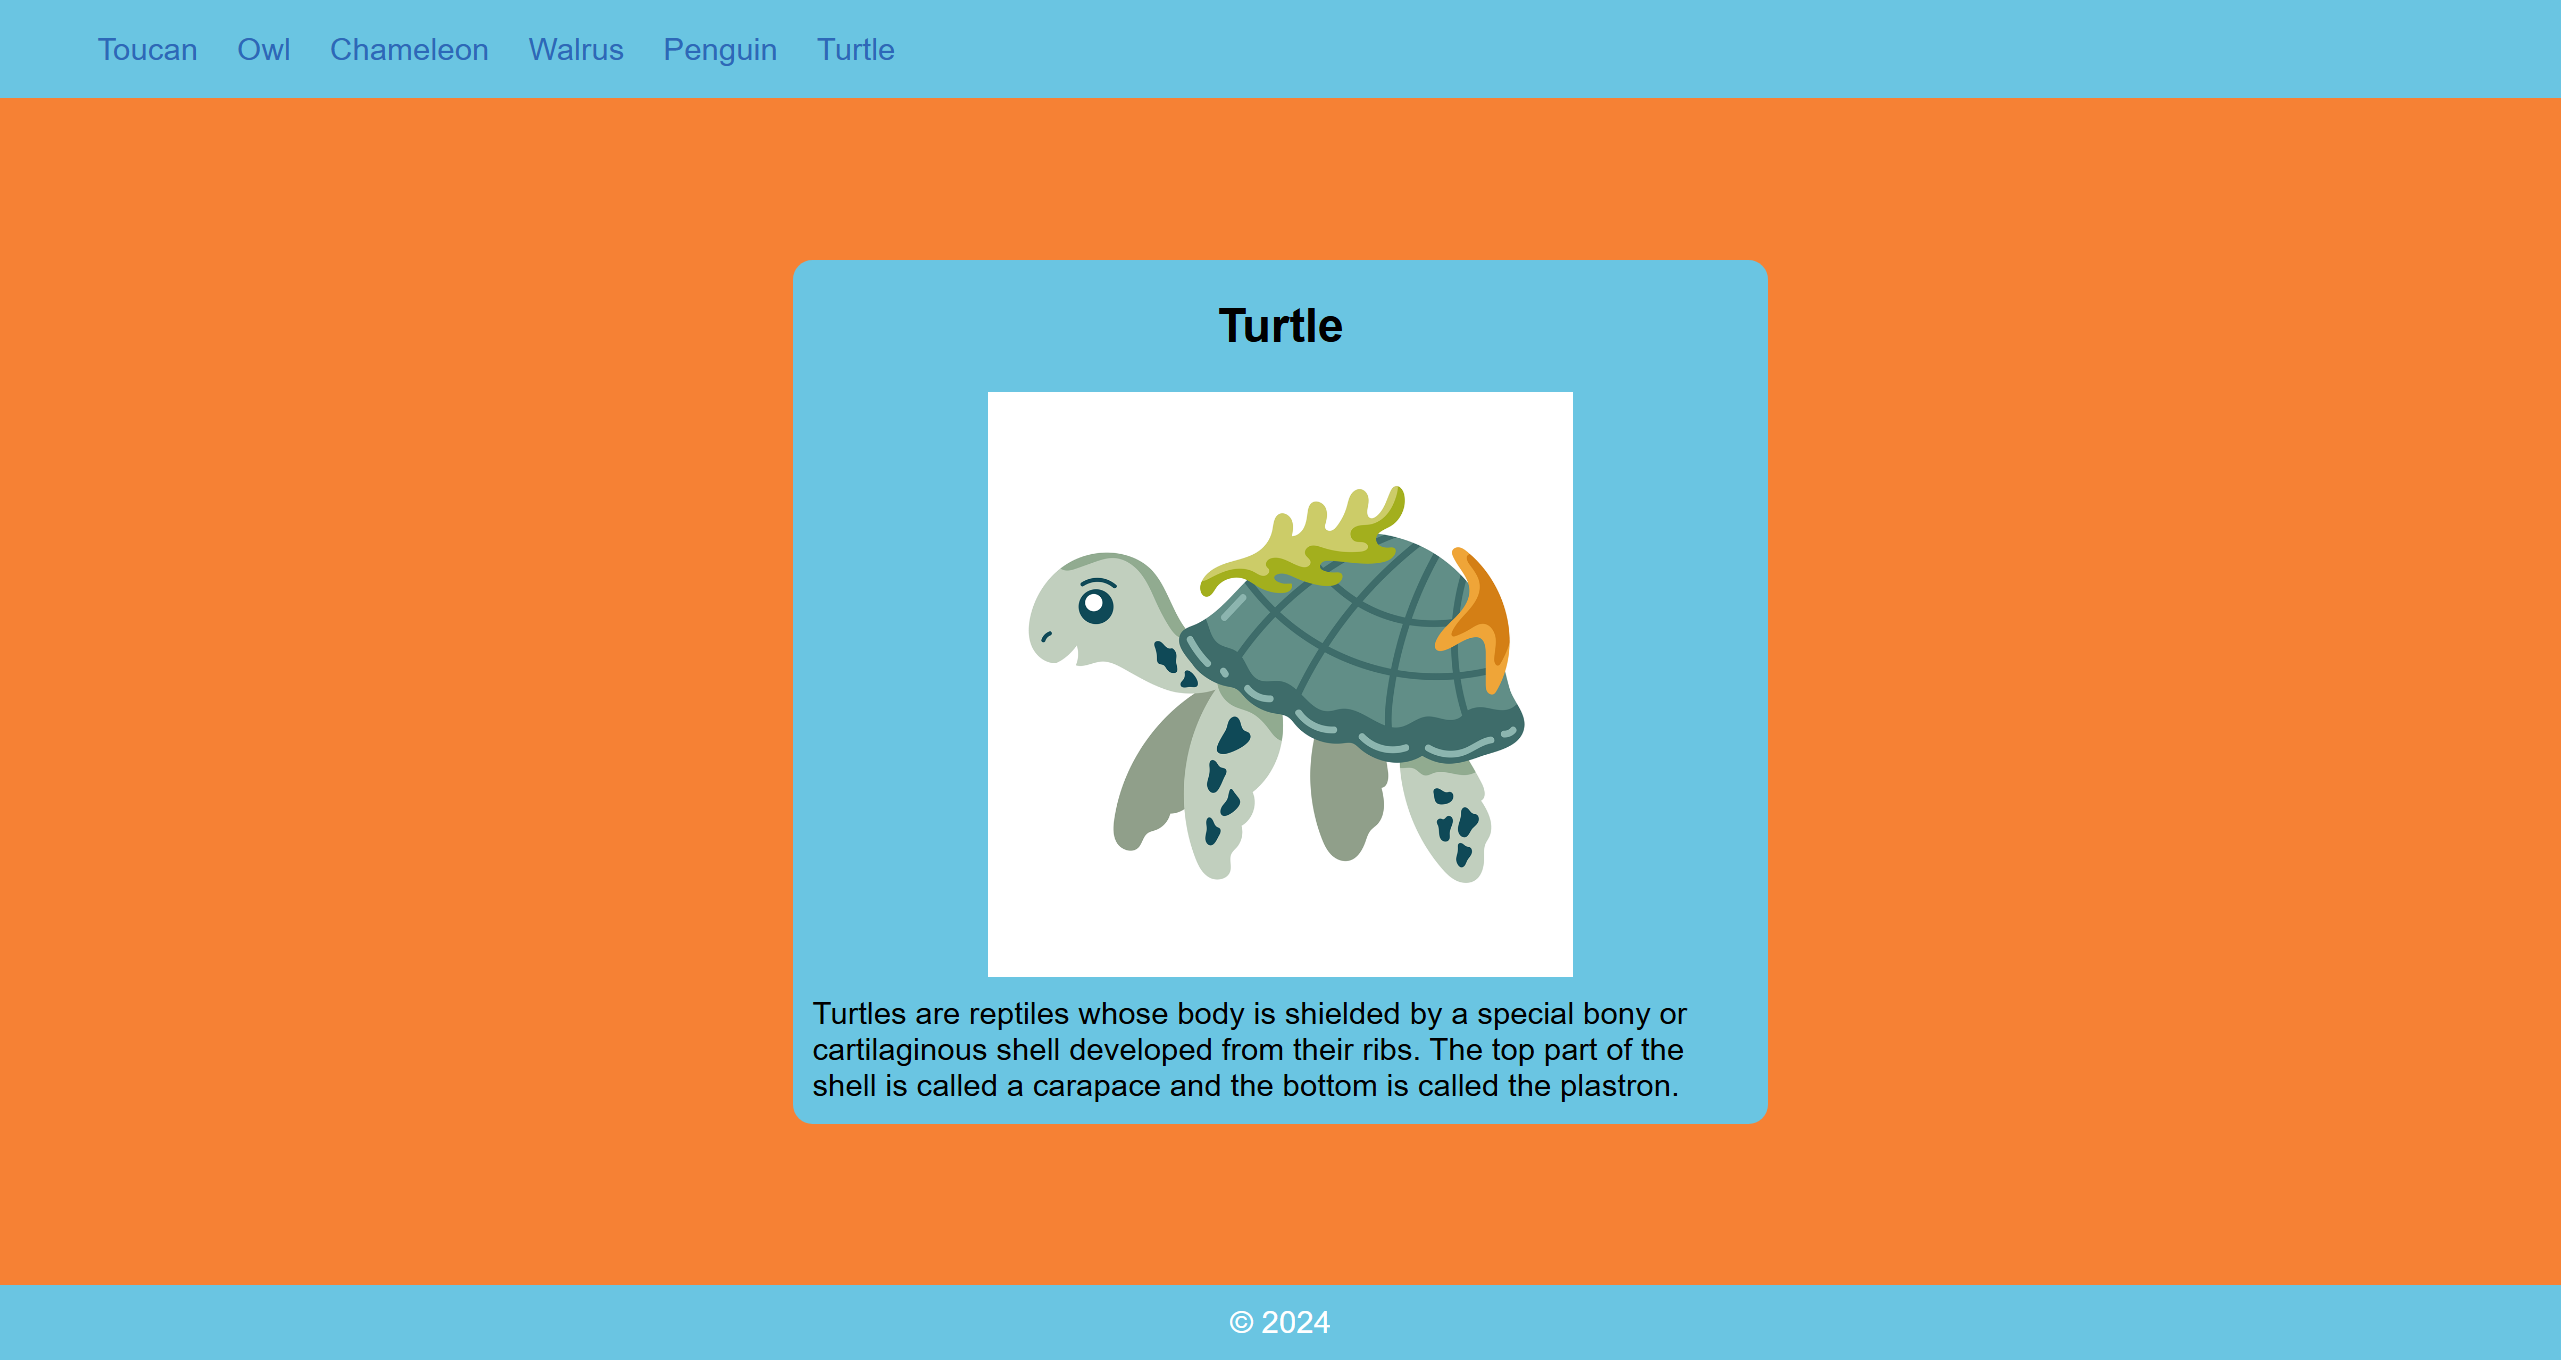 Toucan Owl Chameleon Walrus Penguin Turtle
Turtle
Turtles are reptiles whose body is shielded by a special bony or
cartilaginous shell developed from their ribs. The top part of the
shell is called a carapace and the bottom is called the plastron.
© 2024